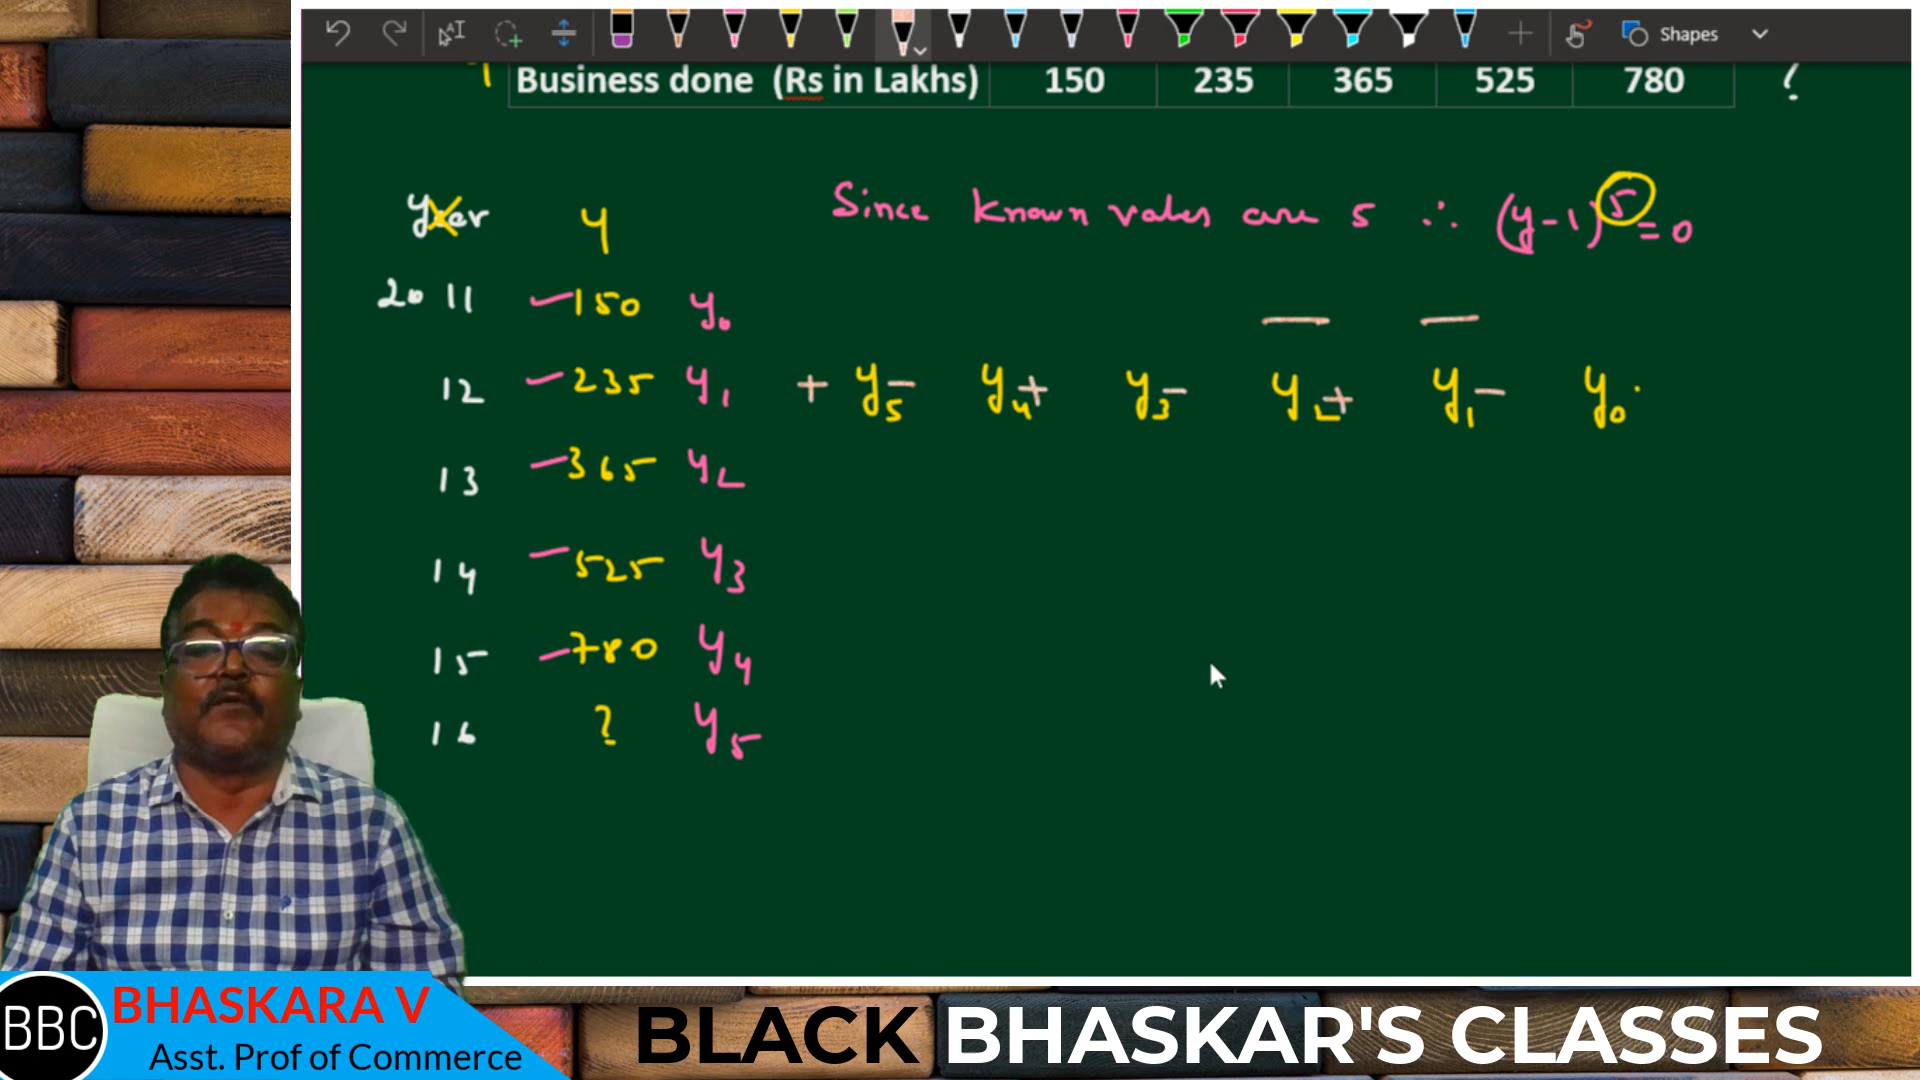 Shapes
Business done (Rs in Lakhs) 150 235 365 525 780 ?
year y Since known values are 5 ∴ (y-1)⁵ = 0
2011 150 y₀
12 235 y₁ + y₅ - y₄ + y₃ - y₂ + y₁ - y₀
13 365 y₂
14 525 y₃
15 780 y₄
16 ? y₅
BBC
BHASKARA V
Asst. Prof of Commerce
BLACK BHASKAR'S CLASSES